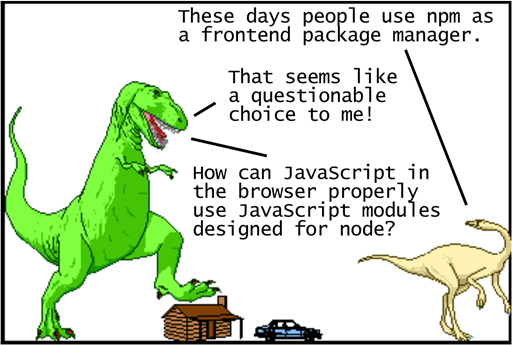 These days people use npm as
a frontend package manager.
That seems like
a questionable
choice to me!
How can JavaScript in
the browser properly
use JavaScript modules
designed for node?